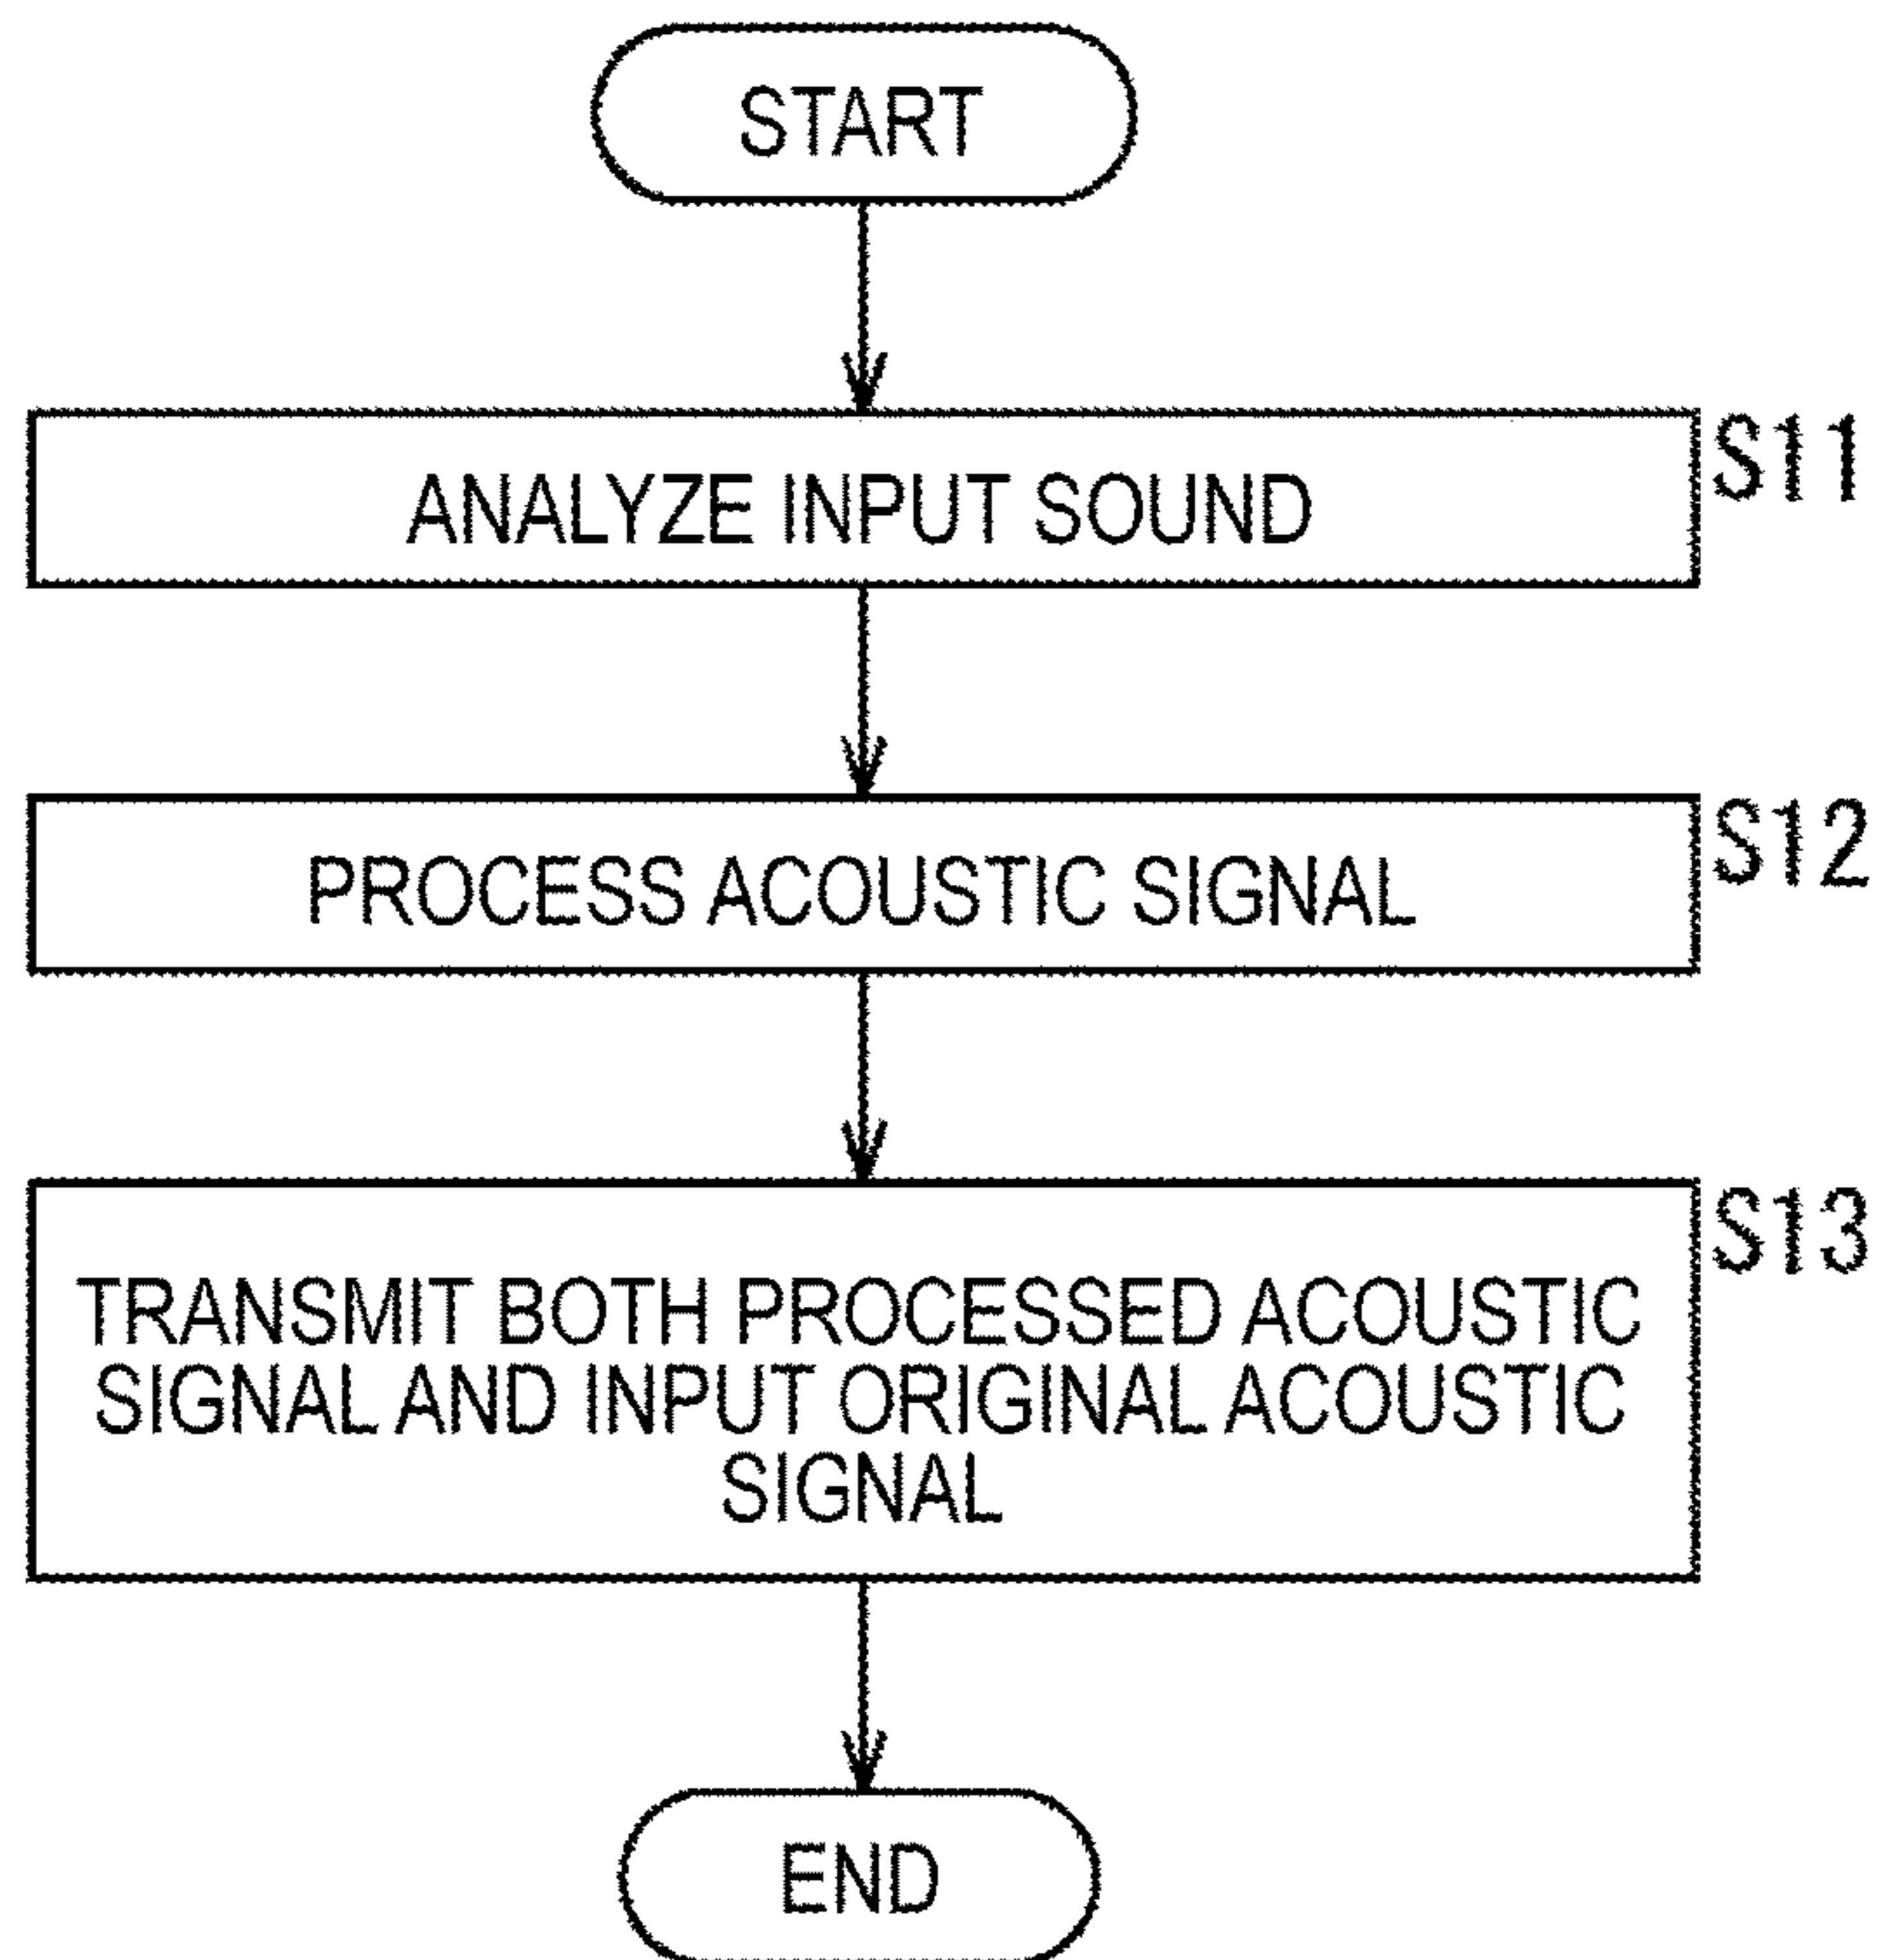 START
ANALYZE INPUT SOUND
S11
PROCESS ACOUSTIC SIGNAL
S12
TRANSMIT BOTH PROCESSED ACOUSTIC
SIGNAL AND INPUT ORIGINAL ACOUSTIC
SIGNAL
S13
END